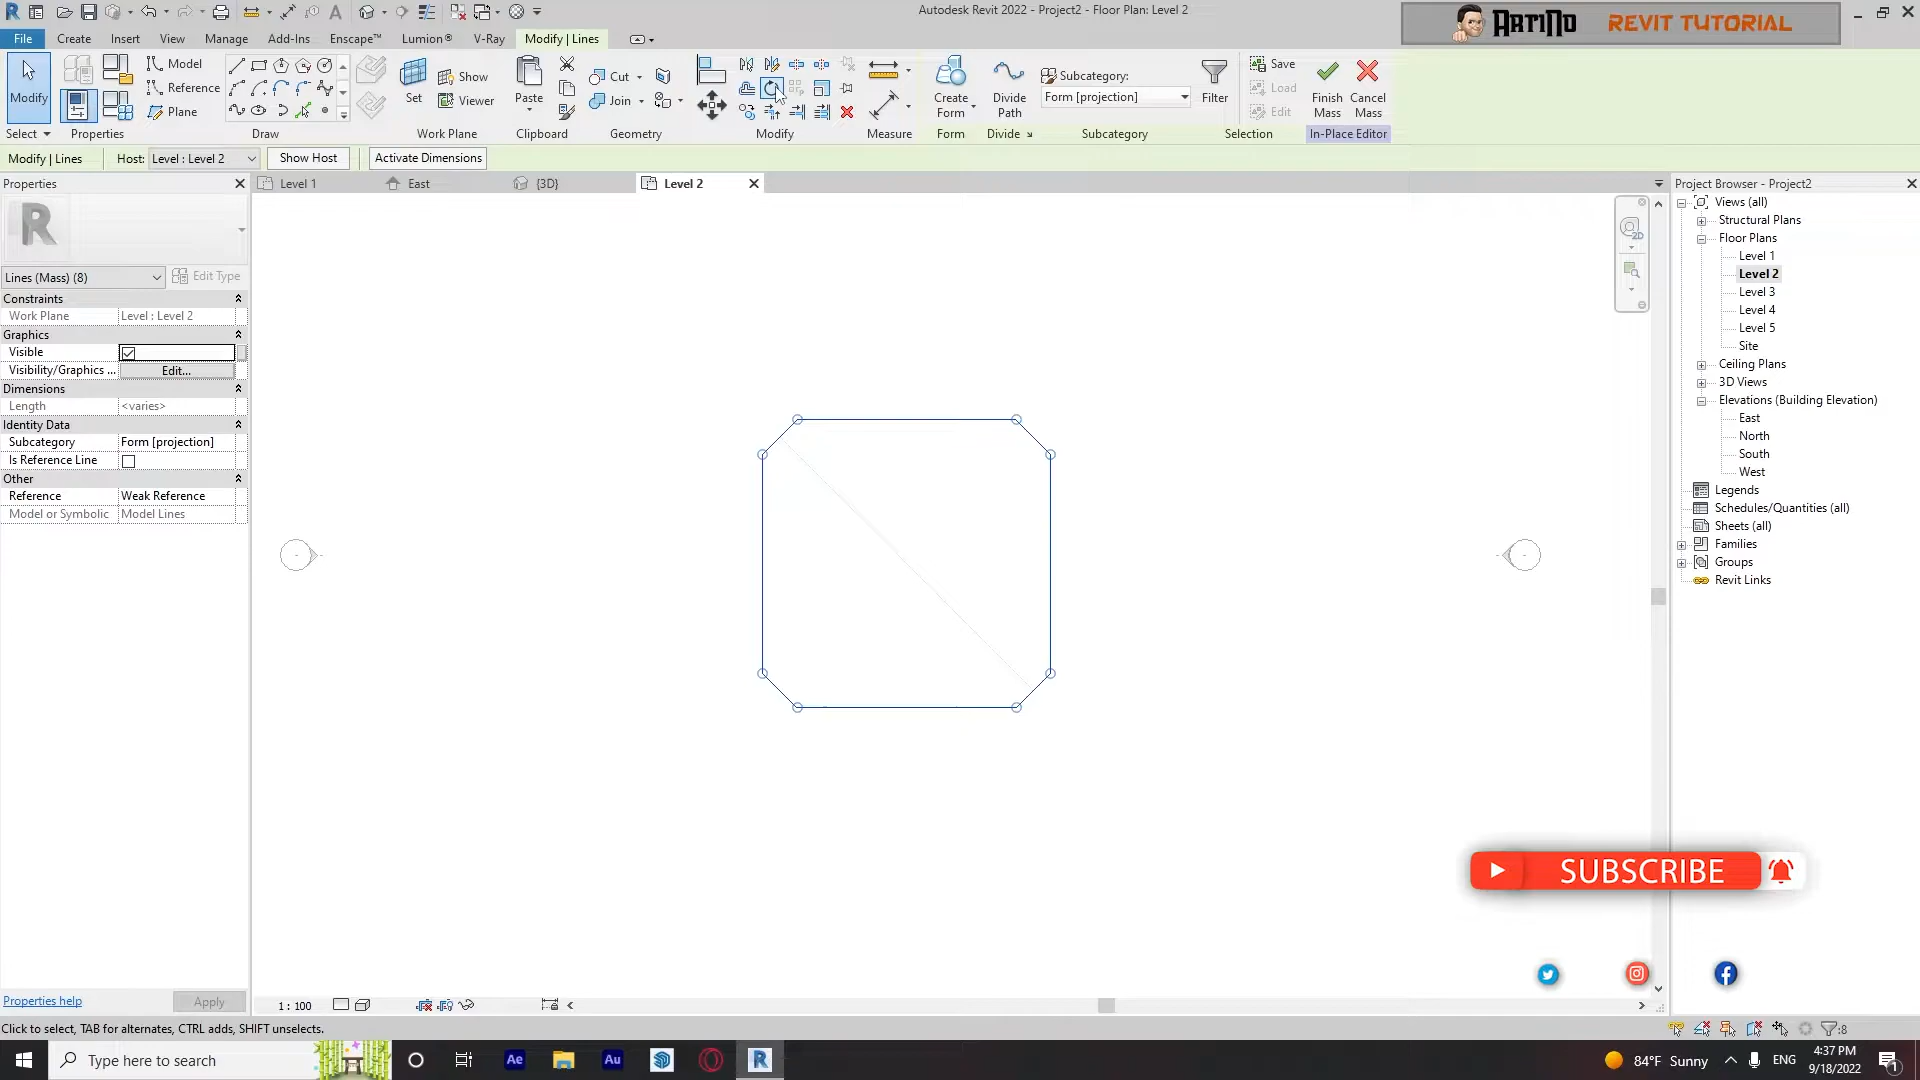 Autodesk Revit 2022 - Project2 - Floor Plan: Level 2
ARTINO REVIT TUTORIAL
File Create Insert View Manage Add-Ins Enscape™ Lumion® V-Ray Modify | Lines
Model
Reference
Plane
Set
Show
Viewer
Paste
Cut
Join
Create Form
Divide Path
Subcategory:
Form [projection]
Filter
Save
Load
Edit
Finish Mass
Cancel Mass
Modify
Select Properties Draw Work Plane Clipboard Geometry Modify Measure Form Divide Subcategory Selection In-Place Editor
Modify | Lines Host: Level : Level 2 Show Host Activate Dimensions
Properties
Level 1 East {3D} Level 2
Project Browser - Project2
R
Lines (Mass) (8) Edit Type
Constraints
Work Plane Level : Level 2
Graphics
Visible
Visibility/Graphics ... Edit...
Dimensions
Length <varies>
Identity Data
Subcategory Form [projection]
Is Reference Line
Other
Reference Weak Reference
Model or Symbolic Model Lines
Views (all)
Structural Plans
Floor Plans
Level 1
Level 2
Level 3
Level 4
Level 5
Site
Ceiling Plans
3D Views
Elevations (Building Elevation)
East
North
South
West
Legends
Schedules/Quantities (all)
Sheets (all)
Families
Groups
Revit Links
2D
SUBSCRIBE
Properties help Apply
1 : 100
Click to select, TAB for alternates, CTRL adds, SHIFT unselects.
:8
Type here to search
Ae
Au
R
84°F Sunny
ENG
4:37 PM
9/18/2022
1